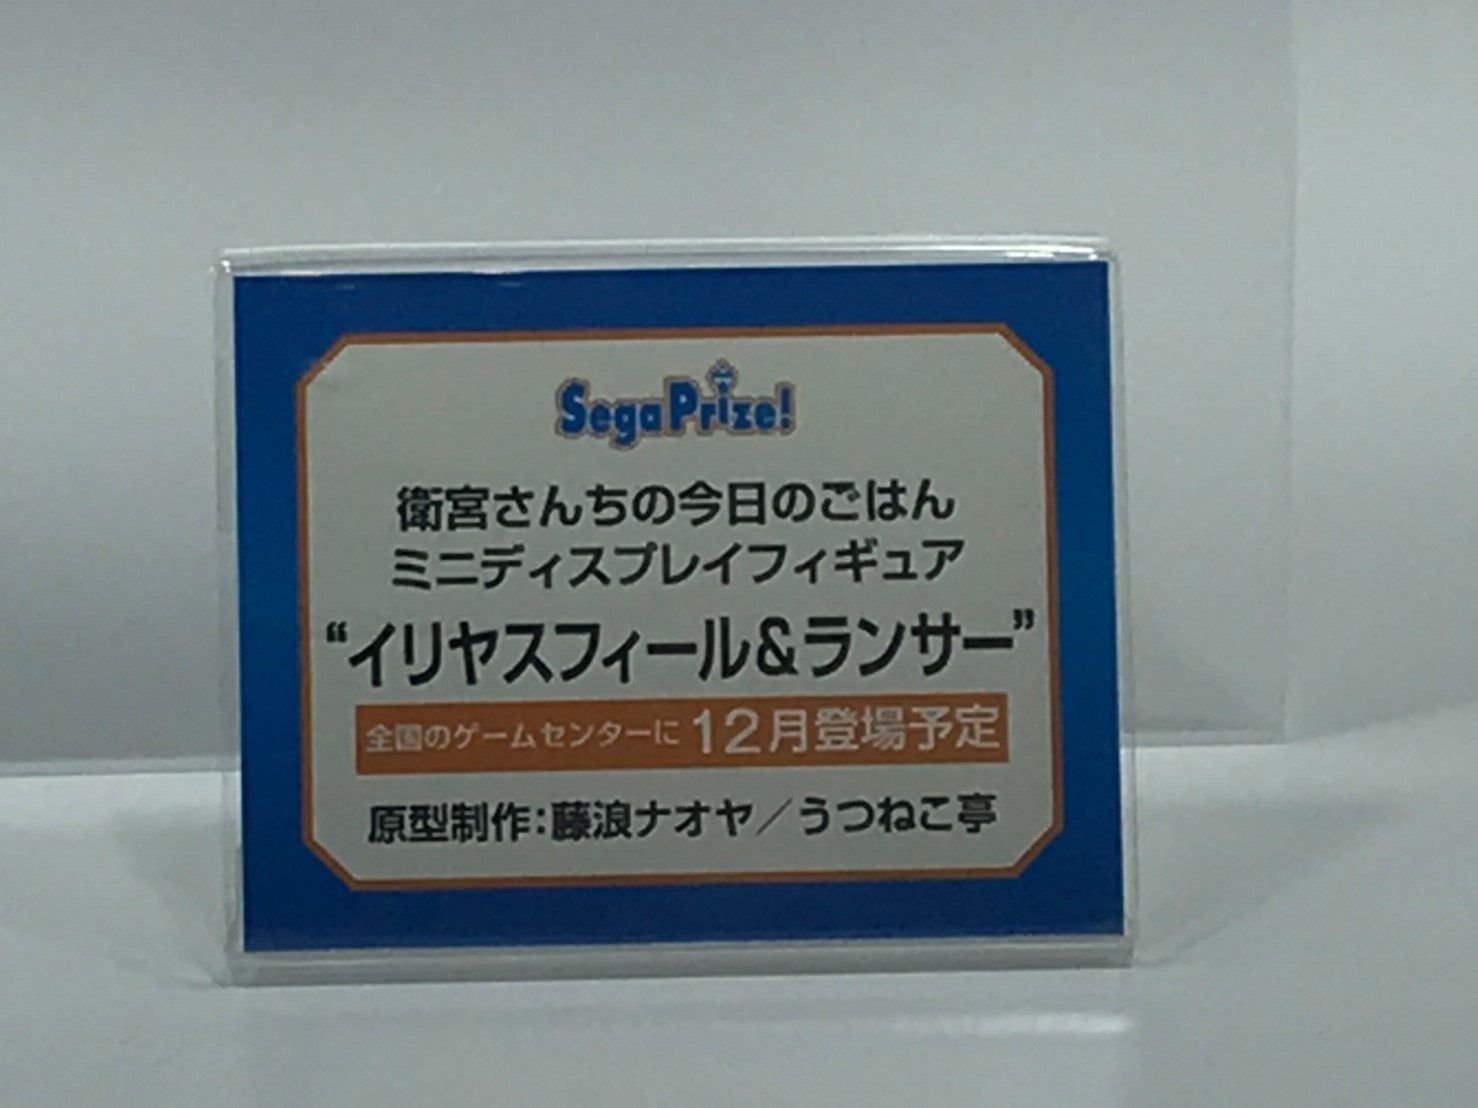 Sega Prize!
衛宮さんちの今日のごはん
ミニディスプレイフィギュア
“イリヤスフィール&ランサー”
全国のゲームセンターに 12月登場予定
原型制作：藤浪ナオヤ／うつねこ亭